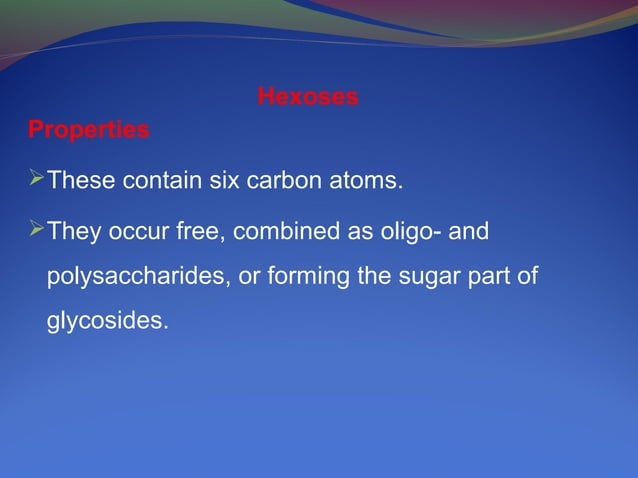 Hexoses
Properties
➢These contain six carbon atoms.
➢They occur free, combined as oligo- and
polysaccharides, or forming the sugar part of
glycosides.